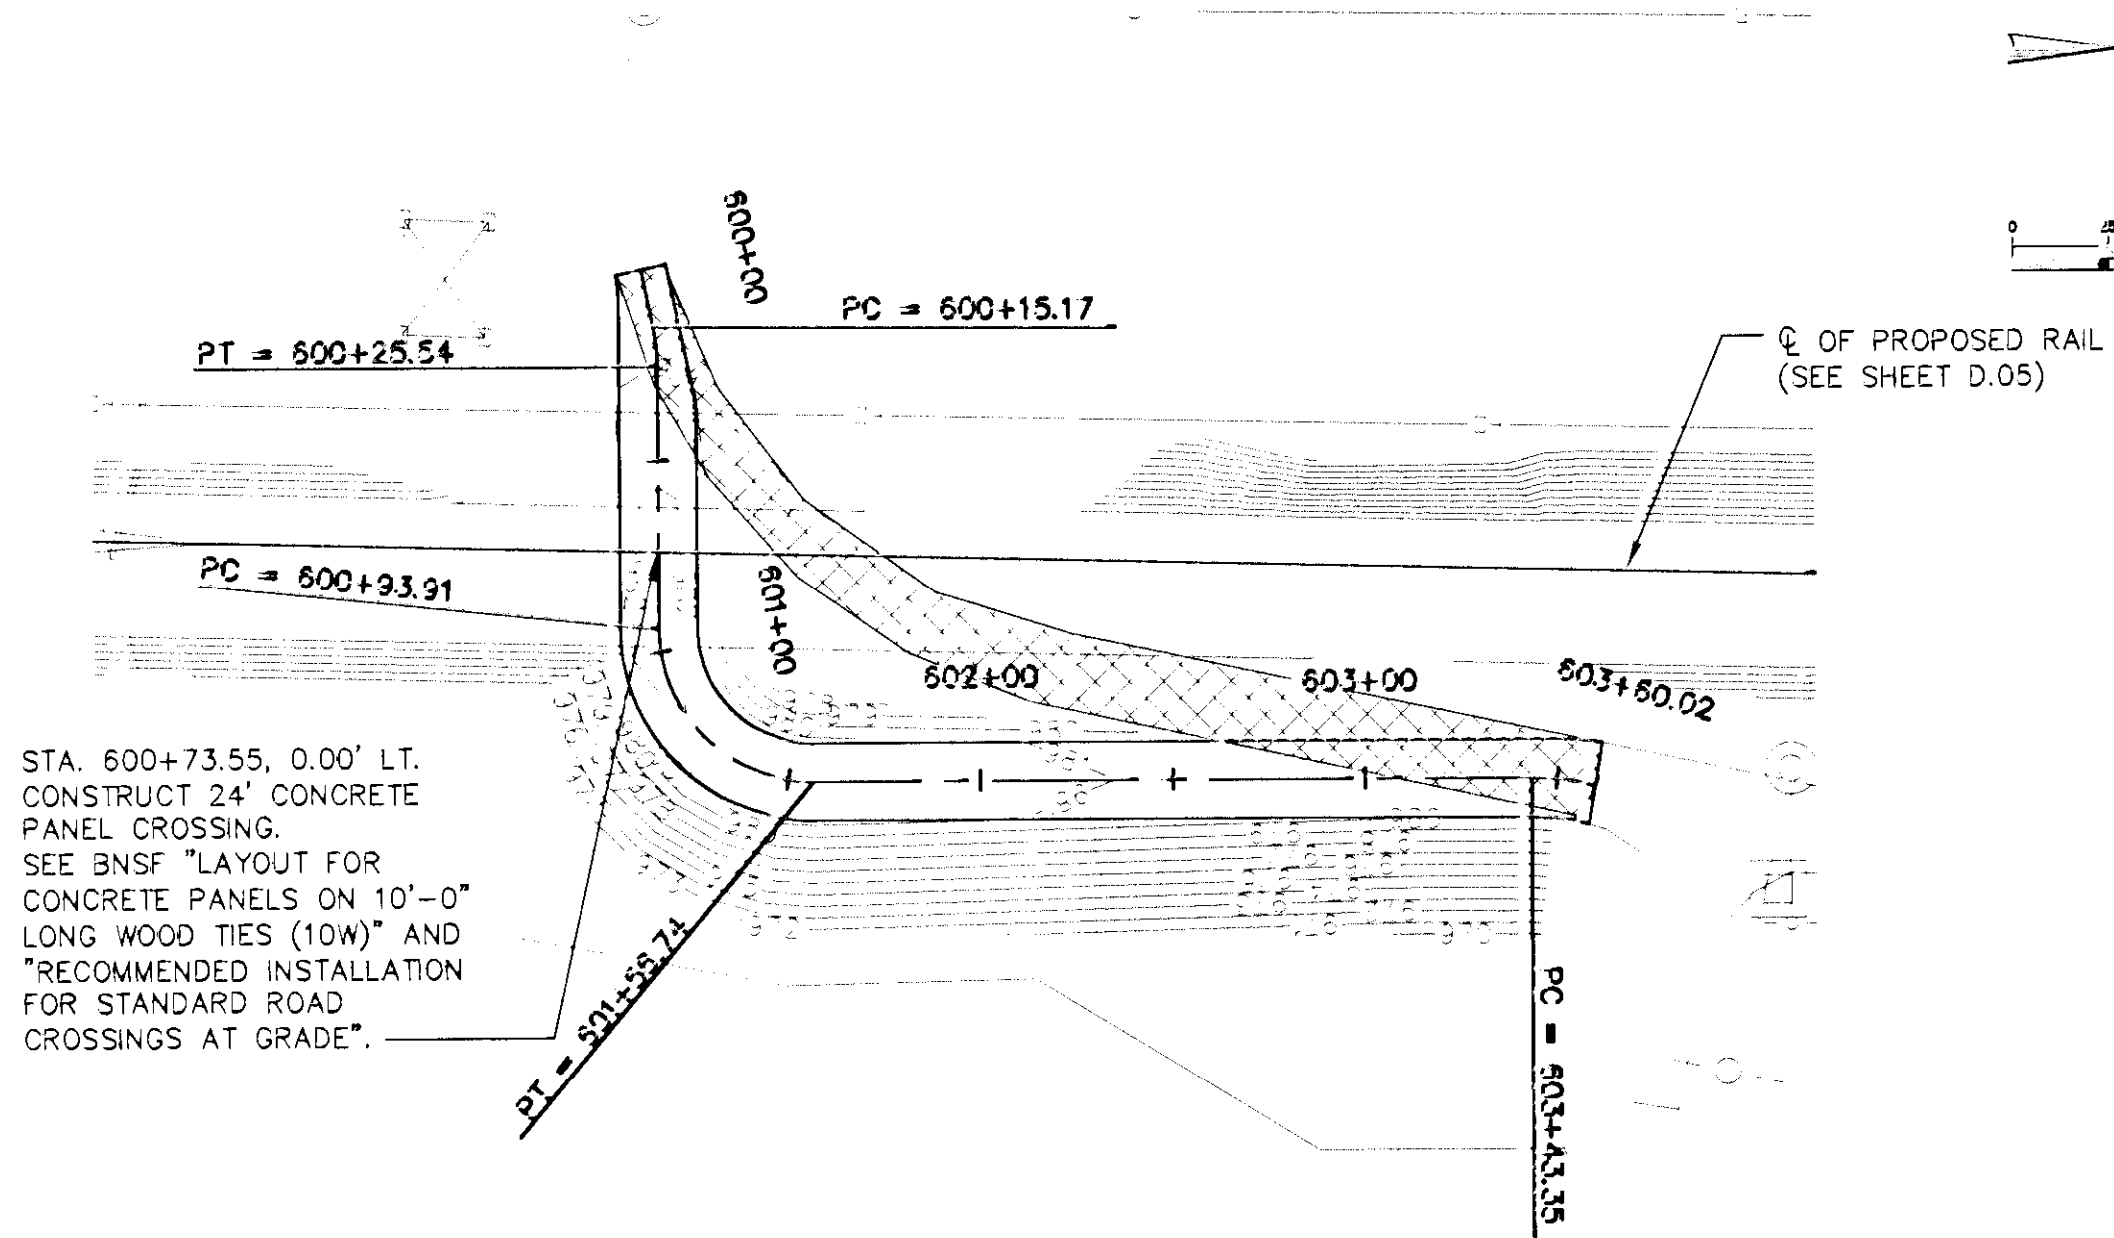 600+00
PC = 600+15.17
PT = 600+25.54
℄ OF PROPOSED RAIL
(SEE SHEET D.05)
0
PC = 600+93.91
601+00
602+00
603+00
603+60.02
STA. 600+73.55, 0.00' LT.
CONSTRUCT 24' CONCRETE
PANEL CROSSING.
SEE BNSF "LAYOUT FOR
CONCRETE PANELS ON 10'-0"
LONG WOOD TIES (10W)" AND
"RECOMMENDED INSTALLATION
FOR STANDARD ROAD
CROSSINGS AT GRADE".
972
PT =
PC = 603+43.35